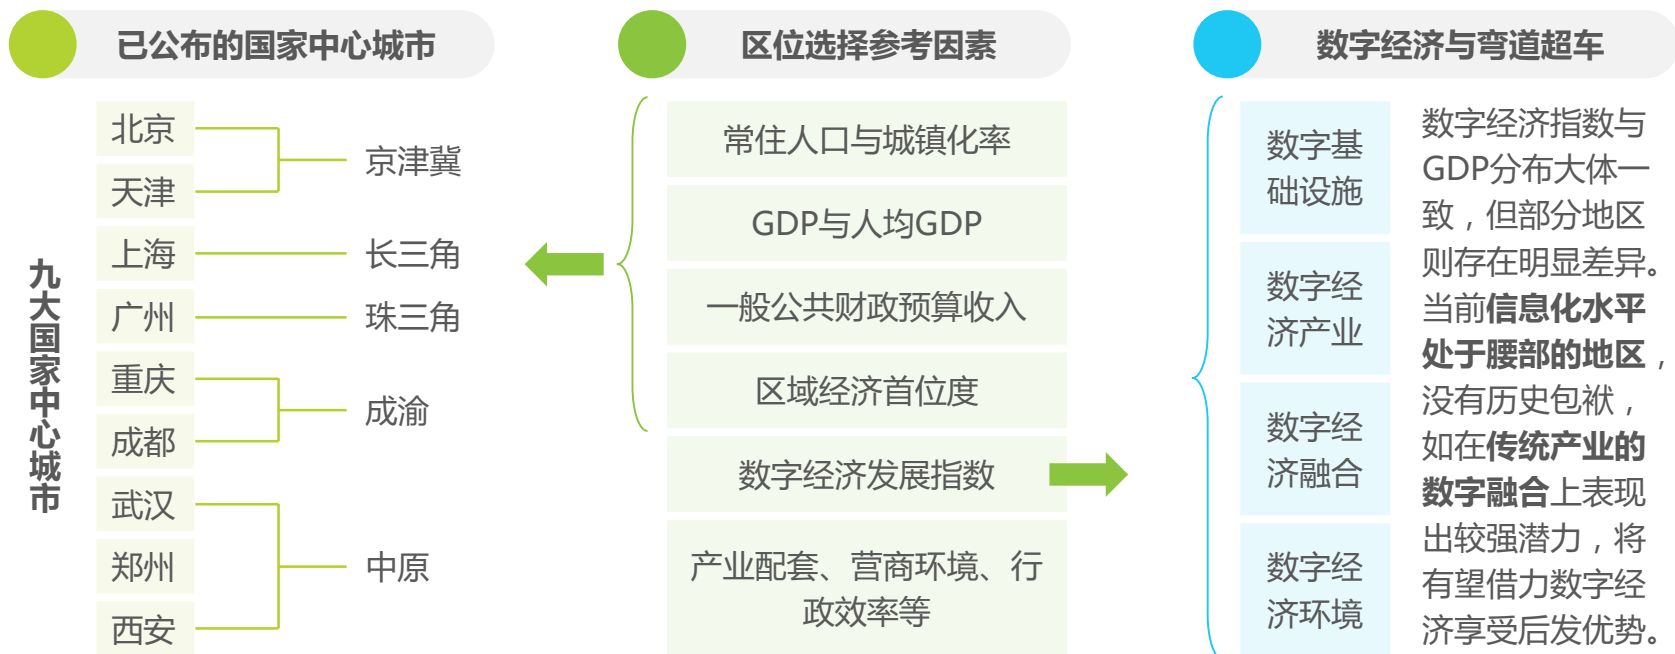 已公布的国家中心城市
九大国家中心城市
北京
天津
京津冀
上海
长三角
广州
珠三角
重庆
成都
成渝
武汉
郑州
西安
中原
区位选择参考因素
常住人口与城镇化率
GDP与人均GDP
一般公共财政预算收入
区域经济首位度
数字经济发展指数
产业配套、营商环境、行
政效率等
数字经济与弯道超车
数字基
础设施
数字经
济产业
数字经
济融合
数字经
济环境
数字经济指数与
GDP分布大体一
致，但部分地区
则存在明显差异。
当前信息化水平
处于腰部的地区，
没有历史包袱，
如在传统产业的
数字融合上表现
出较强潜力，将
有望借力数字经
济享受后发优势。